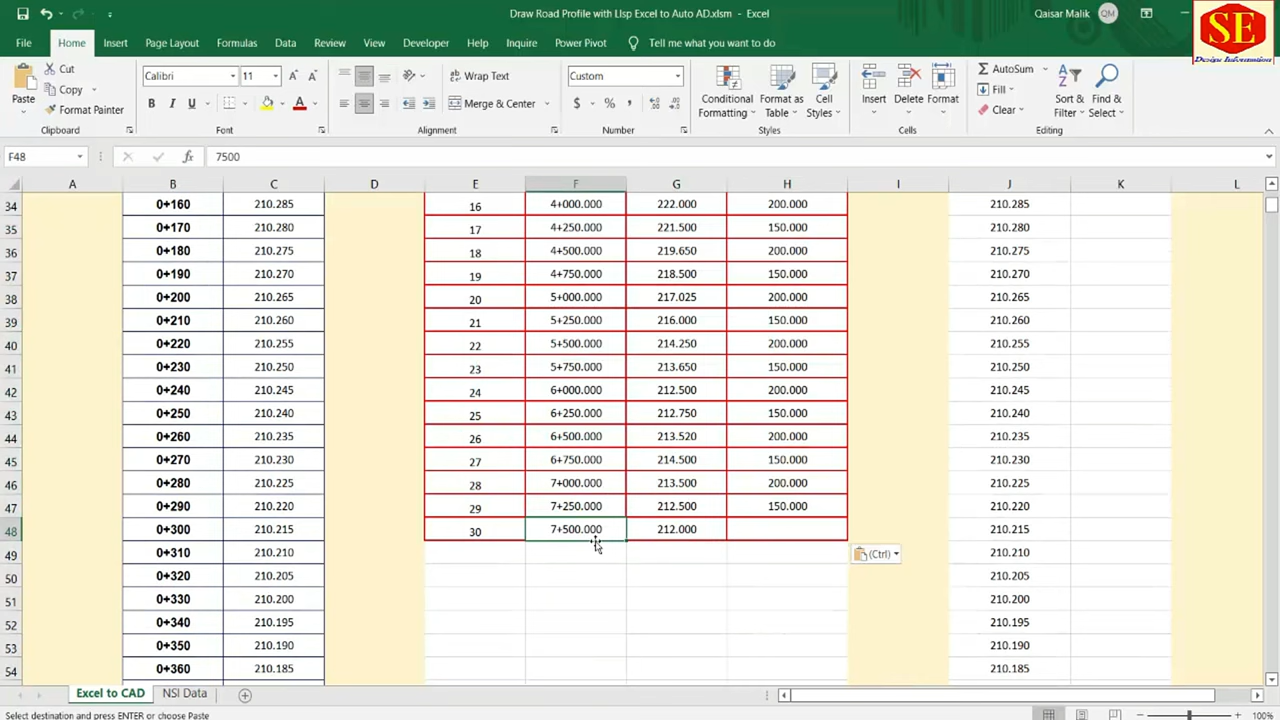 Draw Road Profile with Llsp Excel to Auto AD.xlsm - Excel
Qaisar Malik
QM
SE
Design Information
File Home Insert Page Layout Formulas Data Review View Developer Help Inquire Power Pivot Tell me what you want to do
Cut
Copy
Format Painter
Paste
Clipboard
Calibri 11
B I U
Font
Wrap Text
Merge & Center
Alignment
Custom
$ % ,
Number
Conditional Formatting
Format as Table
Cell Styles
Styles
Insert Delete Format
Cells
AutoSum
Fill
Clear
Sort & Filter
Find & Select
Editing
F48 fx 7500
A B C D E F G H I J K L
34 0+160 210.285 16 4+000.000 222.000 200.000 210.285
35 0+170 210.280 17 4+250.000 221.500 150.000 210.280
36 0+180 210.275 18 4+500.000 219.650 200.000 210.275
37 0+190 210.270 19 4+750.000 218.500 150.000 210.270
38 0+200 210.265 20 5+000.000 217.025 200.000 210.265
39 0+210 210.260 21 5+250.000 216.000 150.000 210.260
40 0+220 210.255 22 5+500.000 214.250 200.000 210.255
41 0+230 210.250 23 5+750.000 213.650 150.000 210.250
42 0+240 210.245 24 6+000.000 212.500 200.000 210.245
43 0+250 210.240 25 6+250.000 212.750 150.000 210.240
44 0+260 210.235 26 6+500.000 213.520 200.000 210.235
45 0+270 210.230 27 6+750.000 214.500 150.000 210.230
46 0+280 210.225 28 7+000.000 213.500 200.000 210.225
47 0+290 210.220 29 7+250.000 212.500 150.000 210.220
48 0+300 210.215 30 7+500.000 212.000 210.215
49 0+310 210.210 (Ctrl) 210.210
50 0+320 210.205 210.205
51 0+330 210.200 210.200
52 0+340 210.195 210.195
53 0+350 210.190 210.190
54 0+360 210.185 210.185
Excel to CAD NSI Data
Select destination and press ENTER or choose Paste
100%